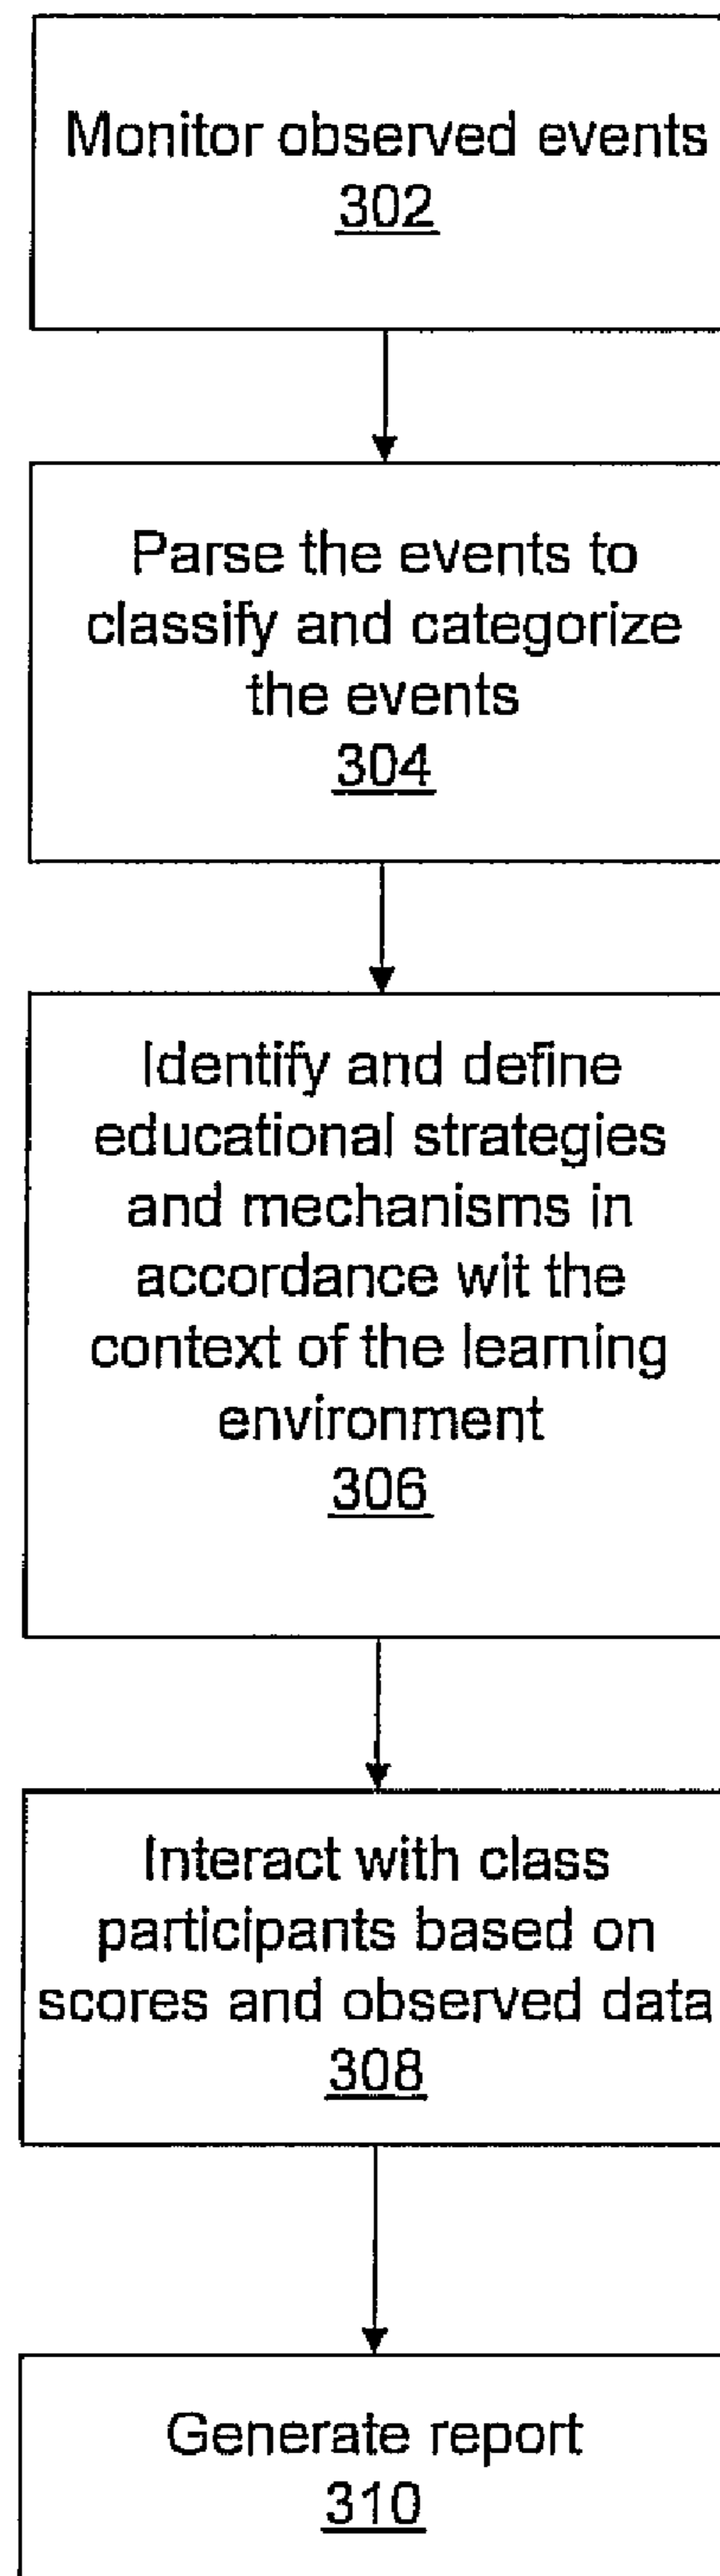 Monitor observed events
302
Parse the events to
classify and categorize
the events
304
Identify and define
educational strategies
and mechanisms in
accordance wit the
context of the learning
environment
306
Interact with class
participants based on
scores and observed data
308
Generate report
310